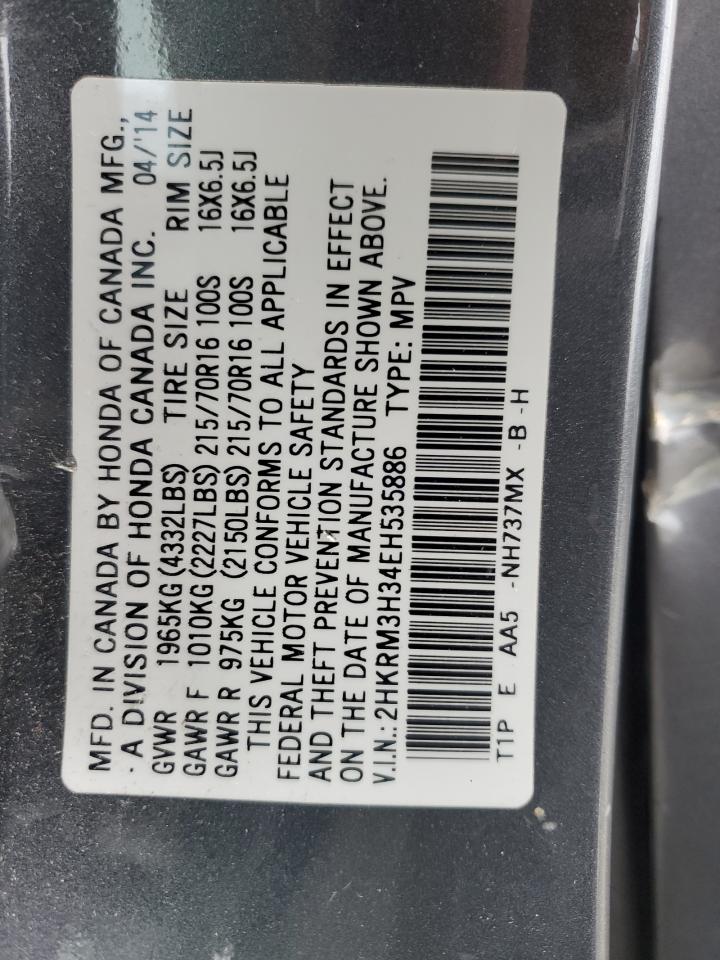 MFD. IN CANADA BY HONDA OF CANADA MFG.,
· A DIVISION OF HONDA CANADA INC. 04/'14
GVWR 1965KG (4332LBS) TIRE SIZE RIM SIZE
GAWR F 1010KG (2227LBS) 215/70R16 100S 16X6.5J
GAWR R 975KG (2150LBS) 215/70R16 100S 16X6.5J
THIS VEHICLE CONFORMS TO ALL APPLICABLE
FEDERAL MOTOR VEHICLE SAFETY
AND THEFT PREVENTION STANDARDS IN EFFECT
ON THE DATE OF MANUFACTURE SHOWN ABOVE.
V.I.N.: 2HKRM3H34EH535886 TYPE: MPV
T1P E AA5 -NH737MX -B -H